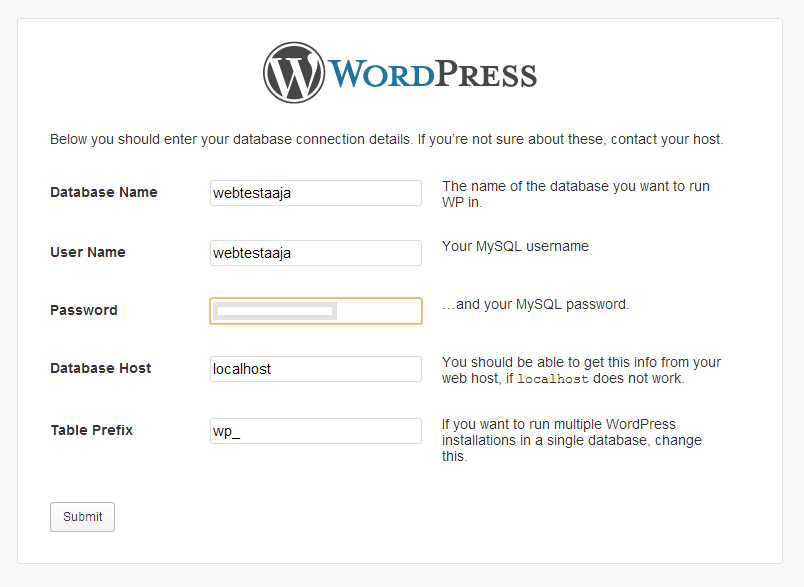 WORDPRESS
Below you should enter your database connection details. If you’re not sure about these, contact your host.
Database Name
webtestaaja
The name of the database you want to run
WP in.
User Name
webtestaaja
Your MySQL username
Password
…and your MySQL password.
Database Host
localhost
You should be able to get this info from your
web host, if localhost does not work.
Table Prefix
wp_
If you want to run multiple WordPress
installations in a single database, change
this.
Submit